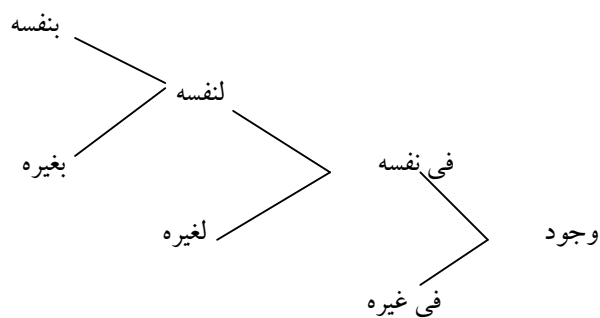 بنفسه
لنفسه
بغیره
فی نفسه
لغیره
وجود
فی غیره